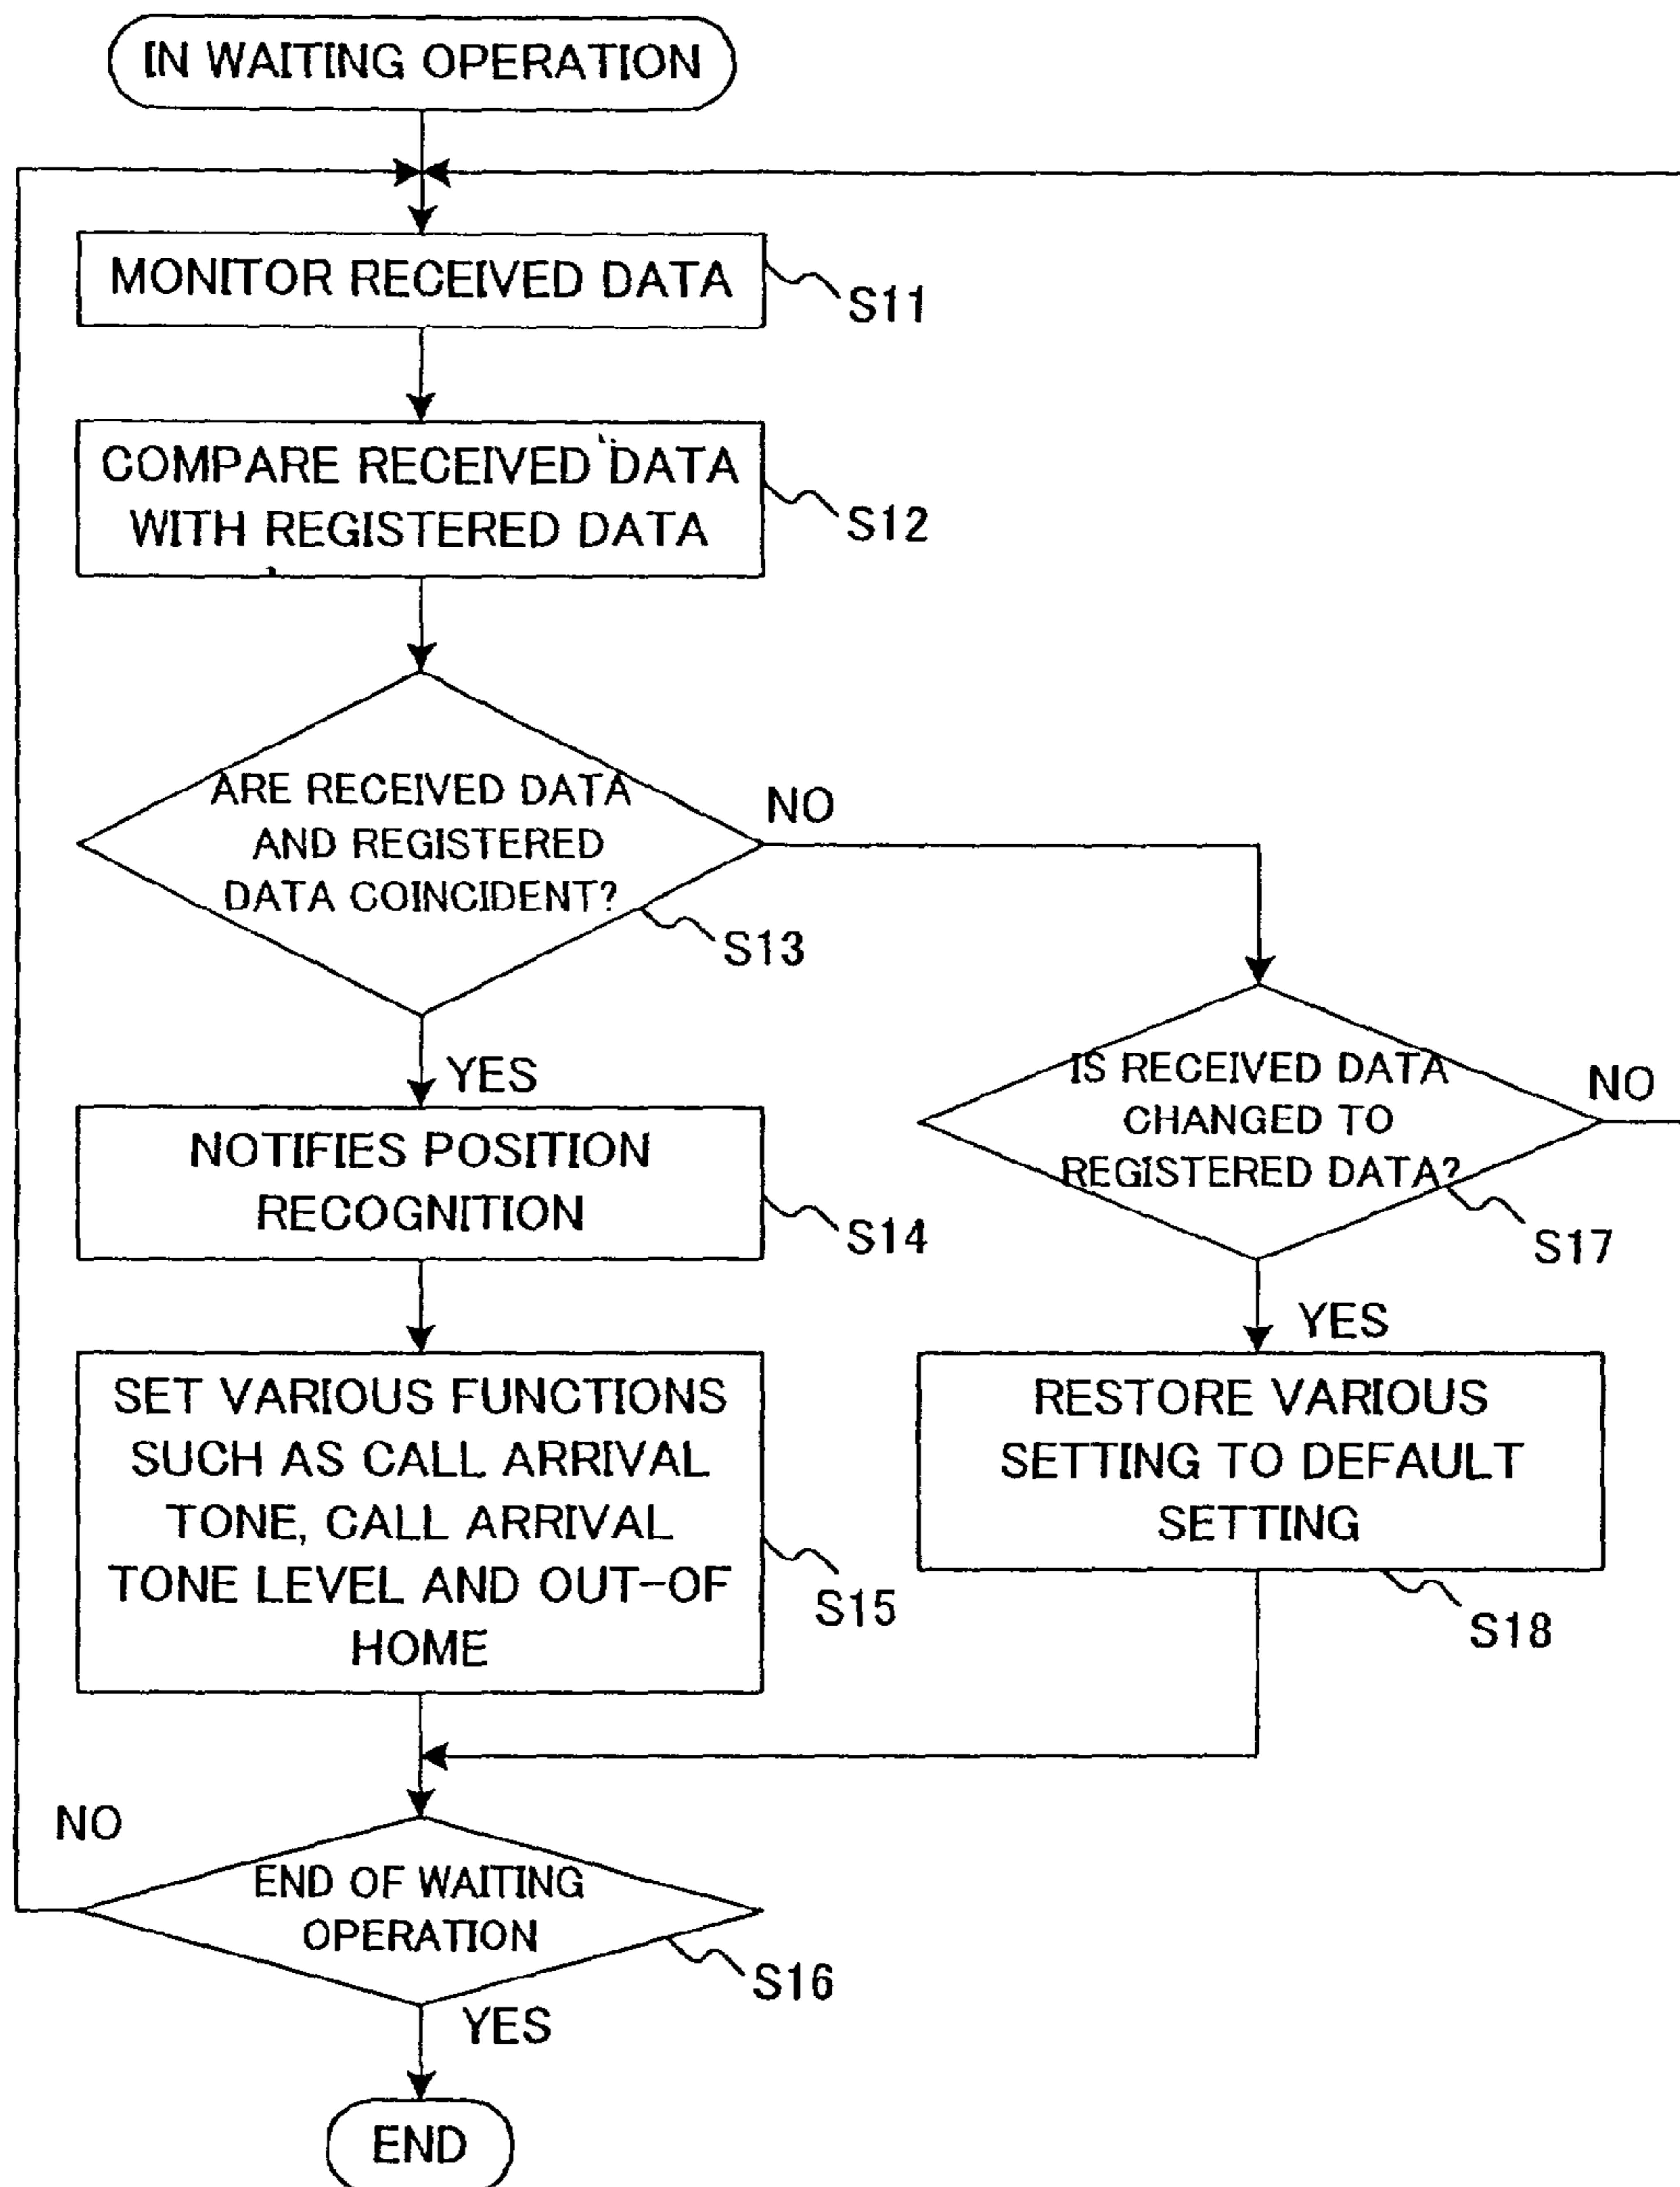 IN WAITING OPERATION
MONITOR RECEIVED DATA
S11
COMPARE RECEIVED DATA
WITH REGISTERED DATA
S12
ARE RECEIVED DATA
AND REGISTERED
DATA COINCIDENT?
S13
NO
YES
NOTIFIES POSITION
RECOGNITION
S14
IS RECEIVED DATA
CHANGED TO
REGISTERED DATA?
S17
NO
YES
SET VARIOUS FUNCTIONS
SUCH AS CALL ARRIVAL
TONE, CALL ARRIVAL
TONE LEVEL AND OUT-OF
HOME
S15
RESTORE VARIOUS
SETTING TO DEFAULT
SETTING
S18
NO
END OF WAITING
OPERATION
S16
YES
END